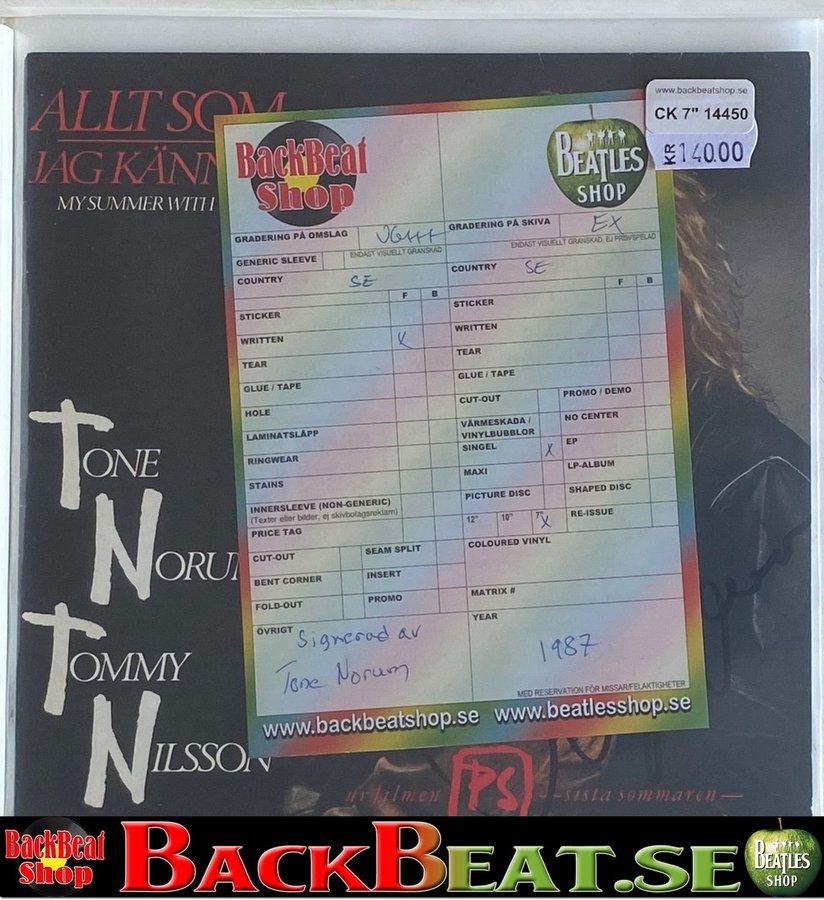 ALLT SOM
JAG KÄNN
MY SUMMER WITH
www.backbeatshop.se
CK 7" 14450
KR 140.00
BackBeat Shop
BEATLES SHOP
GRADERING PÅ OMSLAG VG+++
ENDAST VISUELLT GRANSKAD
GRADERING PÅ SKIVA EX
ENDAST VISUELLT GRANSKAD, EJ PROVSPELAD
GENERIC SLEEVE
COUNTRY SE
COUNTRY SE
F B
F B
STICKER
WRITTEN X
TEAR
GLUE / TAPE
HOLE
LAMINATSLÄPP
RINGWEAR
STAINS
INNERSLEEVE (NON-GENERIC)
(Texter eller bilder, ej skivbolagsreklam)
PRICE TAG
CUT-OUT
SEAM SPLIT
BENT CORNER
INSERT
FOLD-OUT
PROMO
ÖVRIGT Signerad av
Tone Norum
STICKER
WRITTEN
TEAR
GLUE / TAPE
CUT-OUT
PROMO / DEMO
VÄRMESKADA /
VINYLBUBBLOR
NO CENTER
SINGEL X
EP
MAXI
LP-ALBUM
PICTURE DISC
SHAPED DISC
12" 10" 7" X
RE-ISSUE
COLOURED VINYL
MATRIX #
YEAR
1987
MED RESERVATION FÖR MISSAR/FELAKTIGHETER
www.backbeatshop.se www.beatlesshop.se
TONE
NORU
TOMMY
NILSSON
ur filmen PS —sista sommaren—
BackBeat Shop
BACKBEAT.SE
BEATLES SHOP